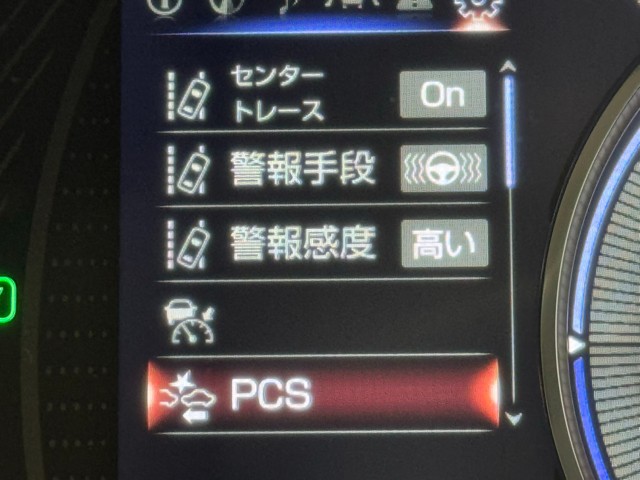 センター
トレース
On
警報手段
警報感度
高い
PCS